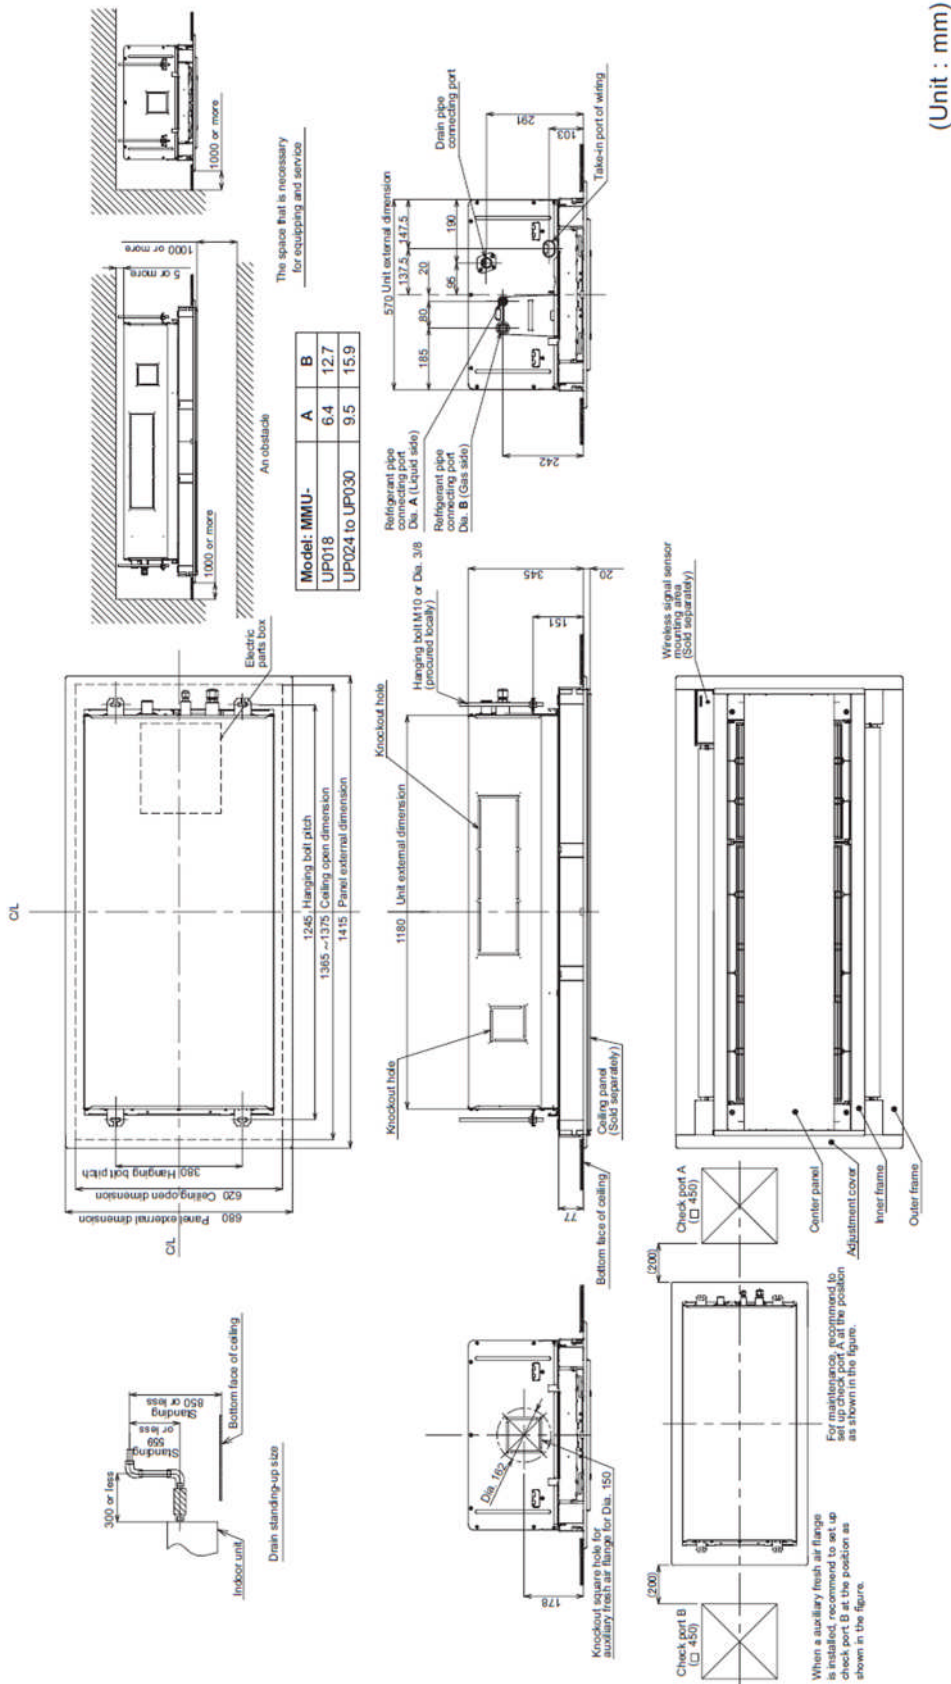 (Unit : mm)
C/L
C/L
680 Panel external dimension
620 Ceiling open dimension
380 Hanging bolt pitch
1245 Hanging bolt pitch
1365 ~1375 Ceiling open dimension
1415 Panel external dimension
Electric
parts box
300 or less
Standing
559
or less
Standing
850 or less
Indoor unit
Bottom face of ceiling
Drain standing-up size
1000 or more
5 or more
1000 or more
An obstacle
1000 or more
The space that is necessary
for equipping and service
Model: MMU- A B
UP018 6.4 12.7
UP024 to UP030 9.5 15.9
Dia. 162
178
Knockout square hole for
auxiliary fresh air flange for Dia. 150
Knockout hole
1180 Unit external dimension
Knockout hole
Hanging bolt M10 or Dia. 3/8
(procured locally)
345
151
20
77
Bottom face of ceiling
Ceiling panel
(Sold separately)
Refrigerant pipe
connecting port
Dia. A (Liquid side)
Refrigerant pipe
connecting port
Dia. B (Gas side)
570 Unit external dimension
137.5
147.5
20
80
95
190
185
242
Drain pipe
connecting port
291
103
Take-in port of wiring
Check port B
(□ 450)
(200)
(200)
Check port A
(□ 450)
When a auxiliary fresh air flange
is installed, recommend to set up
check port B at the position as
shown in the figure.
For maintenance, recommend to
set up check port A at the position
as shown in the figure.
Wireless signal sensor
mounting area
(Sold separately)
Center panel
Adjustment cover
Inner frame
Outer frame